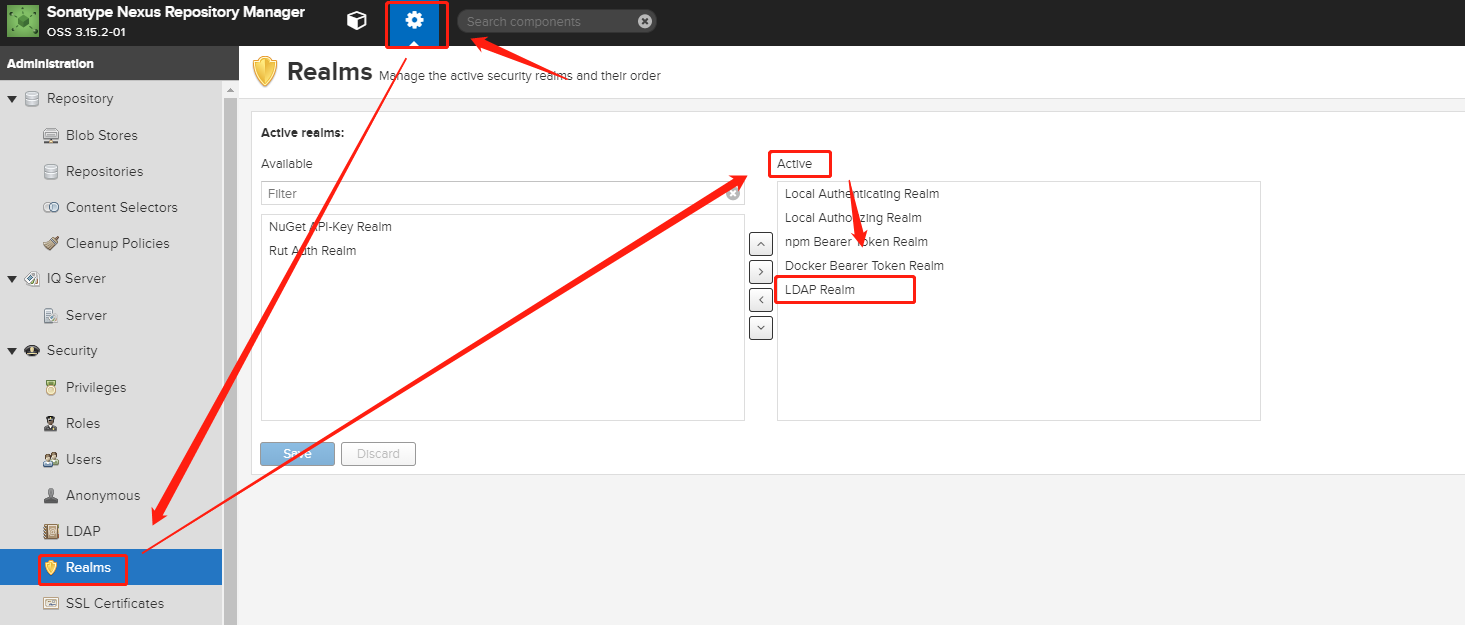 Sonatype Nexus Repository Manager
OSS 3.15.2-01
Search components
Administration
Repository
Blob Stores
Repositories
Content Selectors
Cleanup Policies
IQ Server
Server
Security
Privileges
Roles
Users
Anonymous
LDAP
Realms
SSL Certificates
Realms Manage the active security realms and their order
Active realms:
Available
Filter
NuGet API-Key Realm
Rut Auth Realm
Active
Local Authenticating Realm
Local Authorizing Realm
npm Bearer Token Realm
Docker Bearer Token Realm
LDAP Realm
Save
Discard